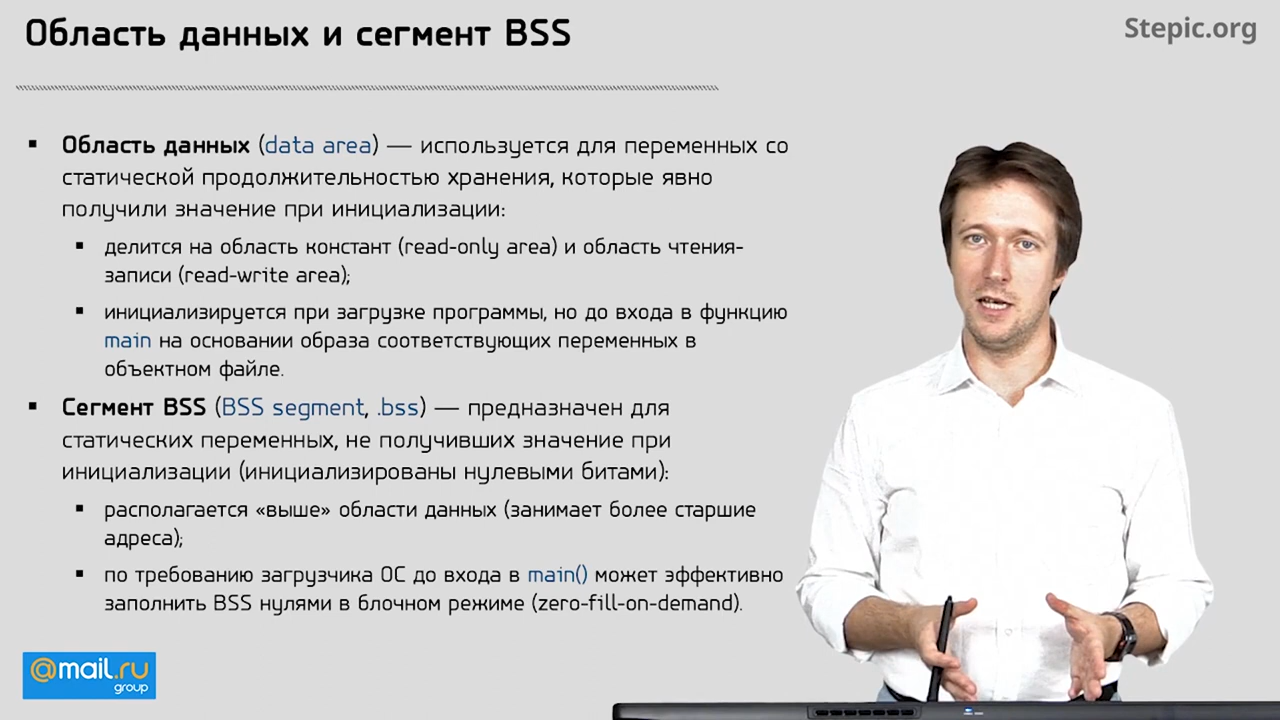 Область данных и сегмент BSS
Stepic.org
▪ Область данных (data area) — используется для переменных со
статической продолжительностью хранения, которые явно
получили значение при инициализации:
▪ делится на область констант (read-only area) и область чтения-
записи (read-write area);
▪ инициализируется при загрузке программы, но до входа в функцию
main на основании образа соответствующих переменных в
объектном файле.
▪ Сегмент BSS (BSS segment, .bss) — предназначен для
статических переменных, не получивших значение при
инициализации (инициализированы нулевыми битами):
▪ располагается «выше» области данных (занимает более старшие
адреса);
▪ по требованию загрузчика ОС до входа в main() может эффективно
заполнить BSS нулями в блочном режиме (zero-fill-on-demand).
@mail.ru
group